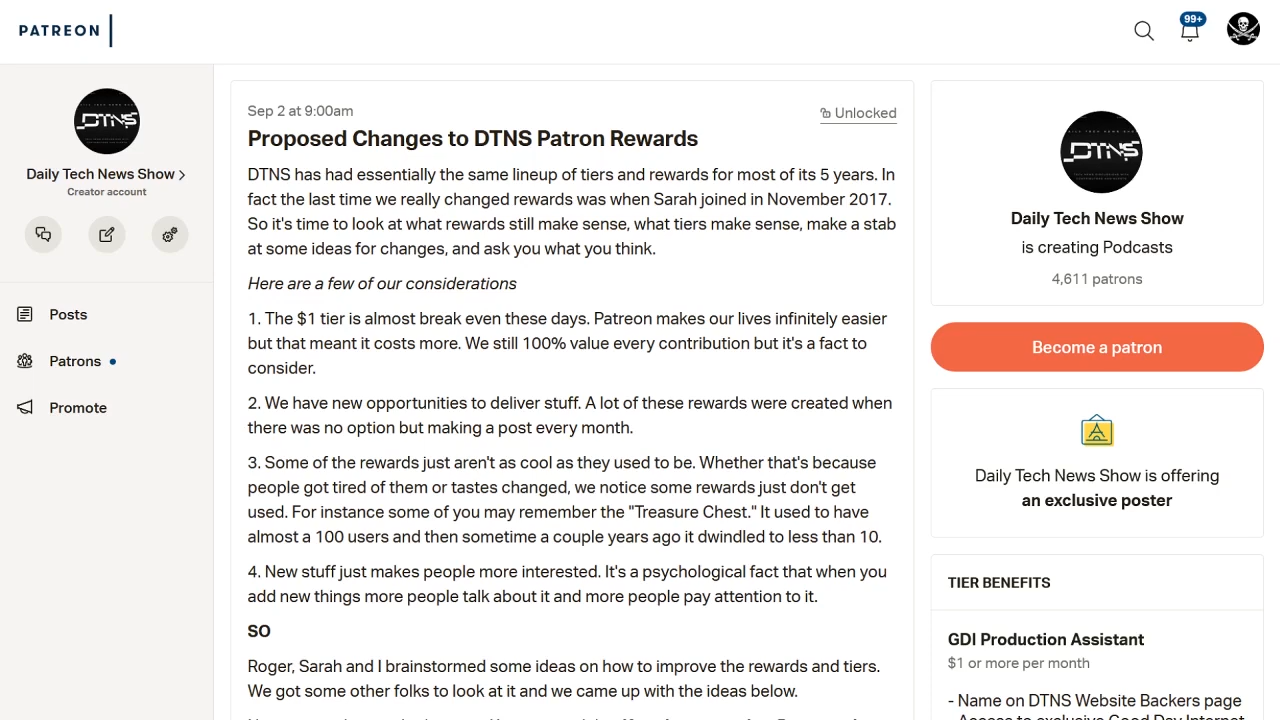 PATREON
99+
DTNS
Daily Tech News Show
Creator account
Posts
Patrons
Promote
Sep 2 at 9:00am
Unlocked
Proposed Changes to DTNS Patron Rewards
DTNS has had essentially the same lineup of tiers and rewards for most of its 5 years. In
fact the last time we really changed rewards was when Sarah joined in November 2017.
So it's time to look at what rewards still make sense, what tiers make sense, make a stab
at some ideas for changes, and ask you what you think.
Here are a few of our considerations
1. The $1 tier is almost break even these days. Patreon makes our lives infinitely easier
but that meant it costs more. We still 100% value every contribution but it's a fact to
consider.
2. We have new opportunities to deliver stuff. A lot of these rewards were created when
there was no option but making a post every month.
3. Some of the rewards just aren't as cool as they used to be. Whether that's because
people got tired of them or tastes changed, we notice some rewards just don't get
used. For instance some of you may remember the "Treasure Chest." It used to have
almost a 100 users and then sometime a couple years ago it dwindled to less than 10.
4. New stuff just makes people more interested. It's a psychological fact that when you
add new things more people talk about it and more people pay attention to it.
SO
Roger, Sarah and I brainstormed some ideas on how to improve the rewards and tiers.
We got some other folks to look at it and we came up with the ideas below.
DTNS
Daily Tech News Show
is creating Podcasts
4,611 patrons
Become a patron
Daily Tech News Show is offering
an exclusive poster
TIER BENEFITS
GDI Production Assistant
$1 or more per month
- Name on DTNS Website Backers page
- Access to exclusive Good Day Internet